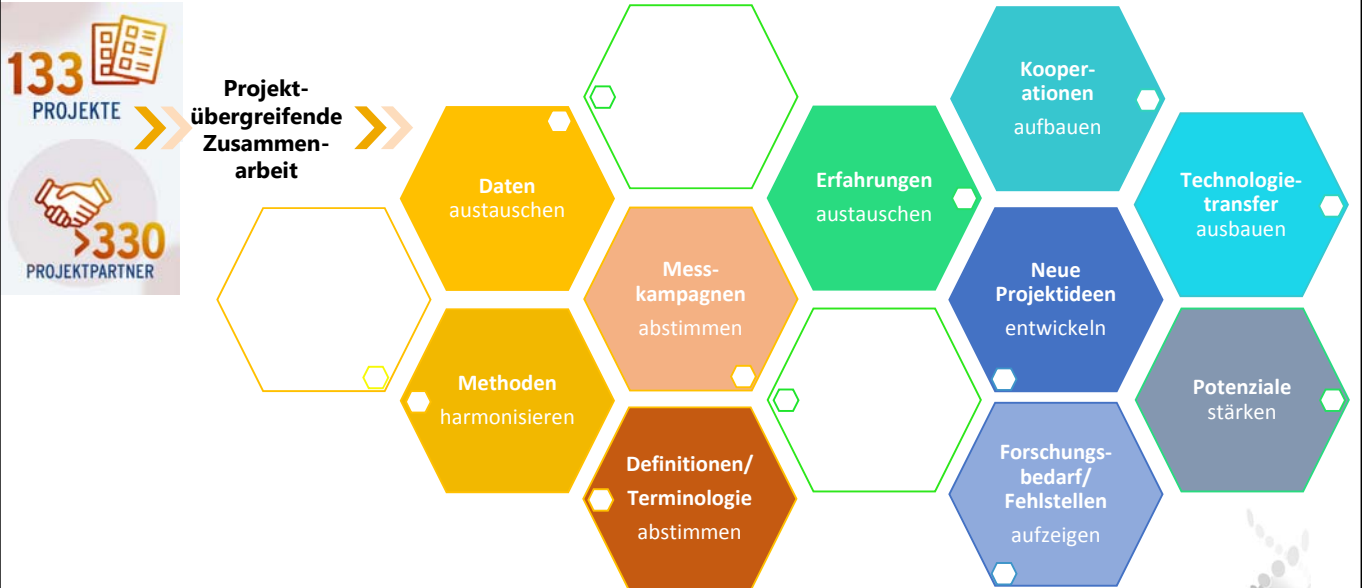 133
PROJEKTE
>330
PROJEKTPARTNER
Projekt-
übergreifende
Zusammen-
arbeit
Daten
austauschen
Methoden
harmonisieren
Mess-
kampagnen
abstimmen
Definitionen/
Terminologie
abstimmen
Erfahrungen
austauschen
Kooper-
ationen
aufbauen
Neue
Projektideen
entwickeln
Forschungs-
bedarf/
Fehlstellen
aufzeigen
Technologie-
transfer
ausbauen
Potenziale
stärken